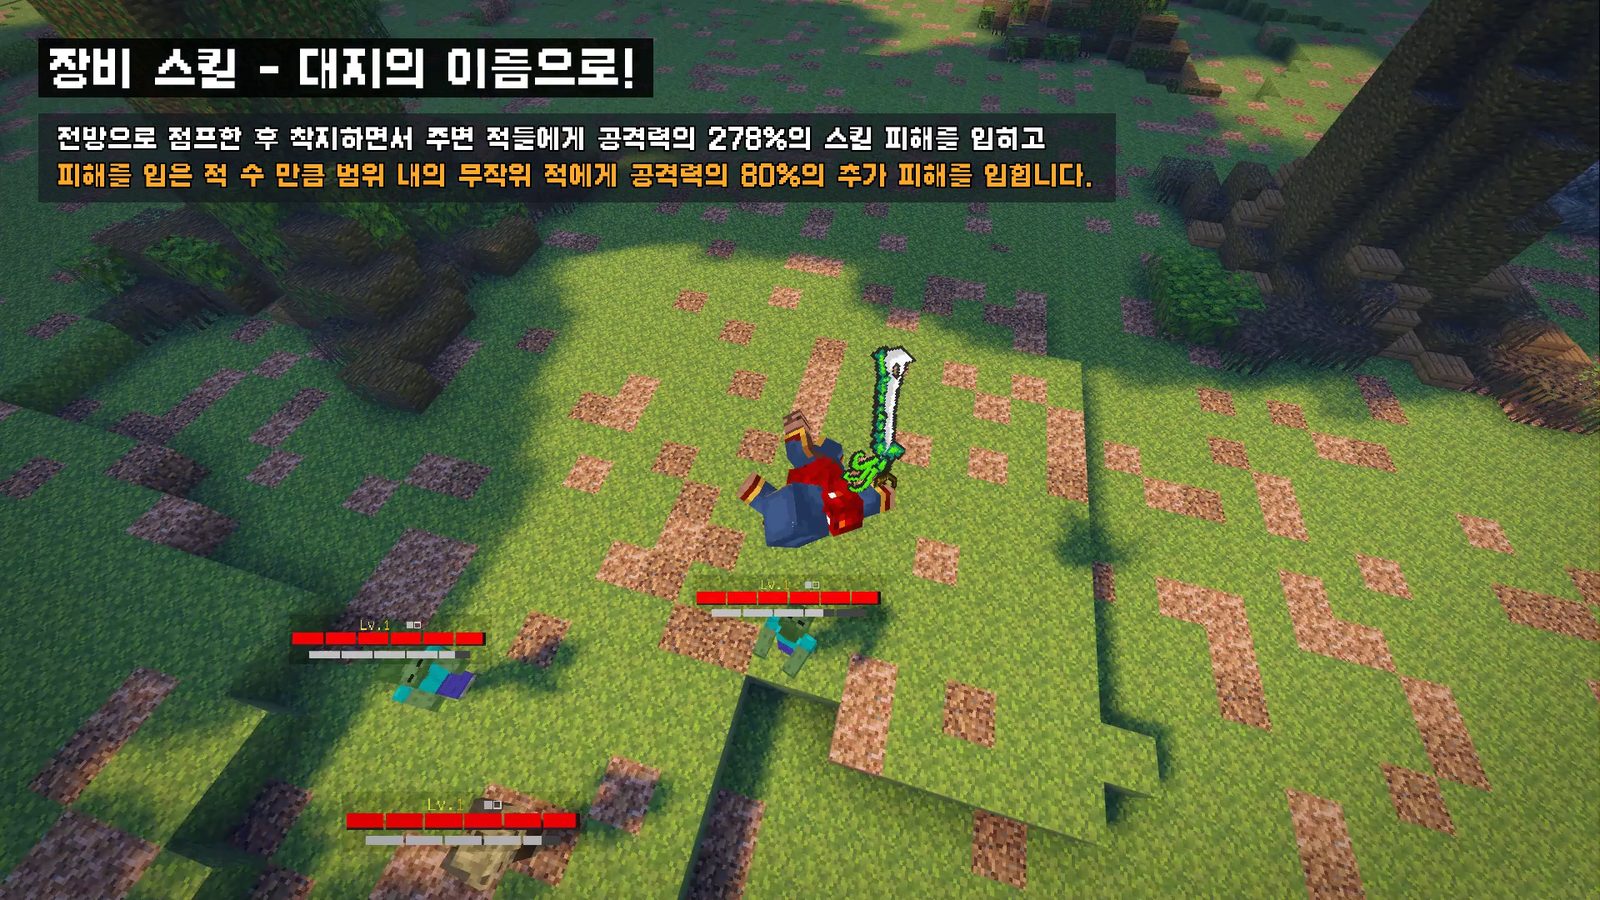 장비 스킬 - 대지의 이름으로!
전방으로 점프한 후 착지하면서 주변 적들에게 공격력의 278%의 스킬 피해를 입히고
피해를 입은 적 수 만큼 범위 내의 무작위 적에게 공격력의 80%의 추가 피해를 입힙니다.
Lv.1
Lv.1
Lv.1